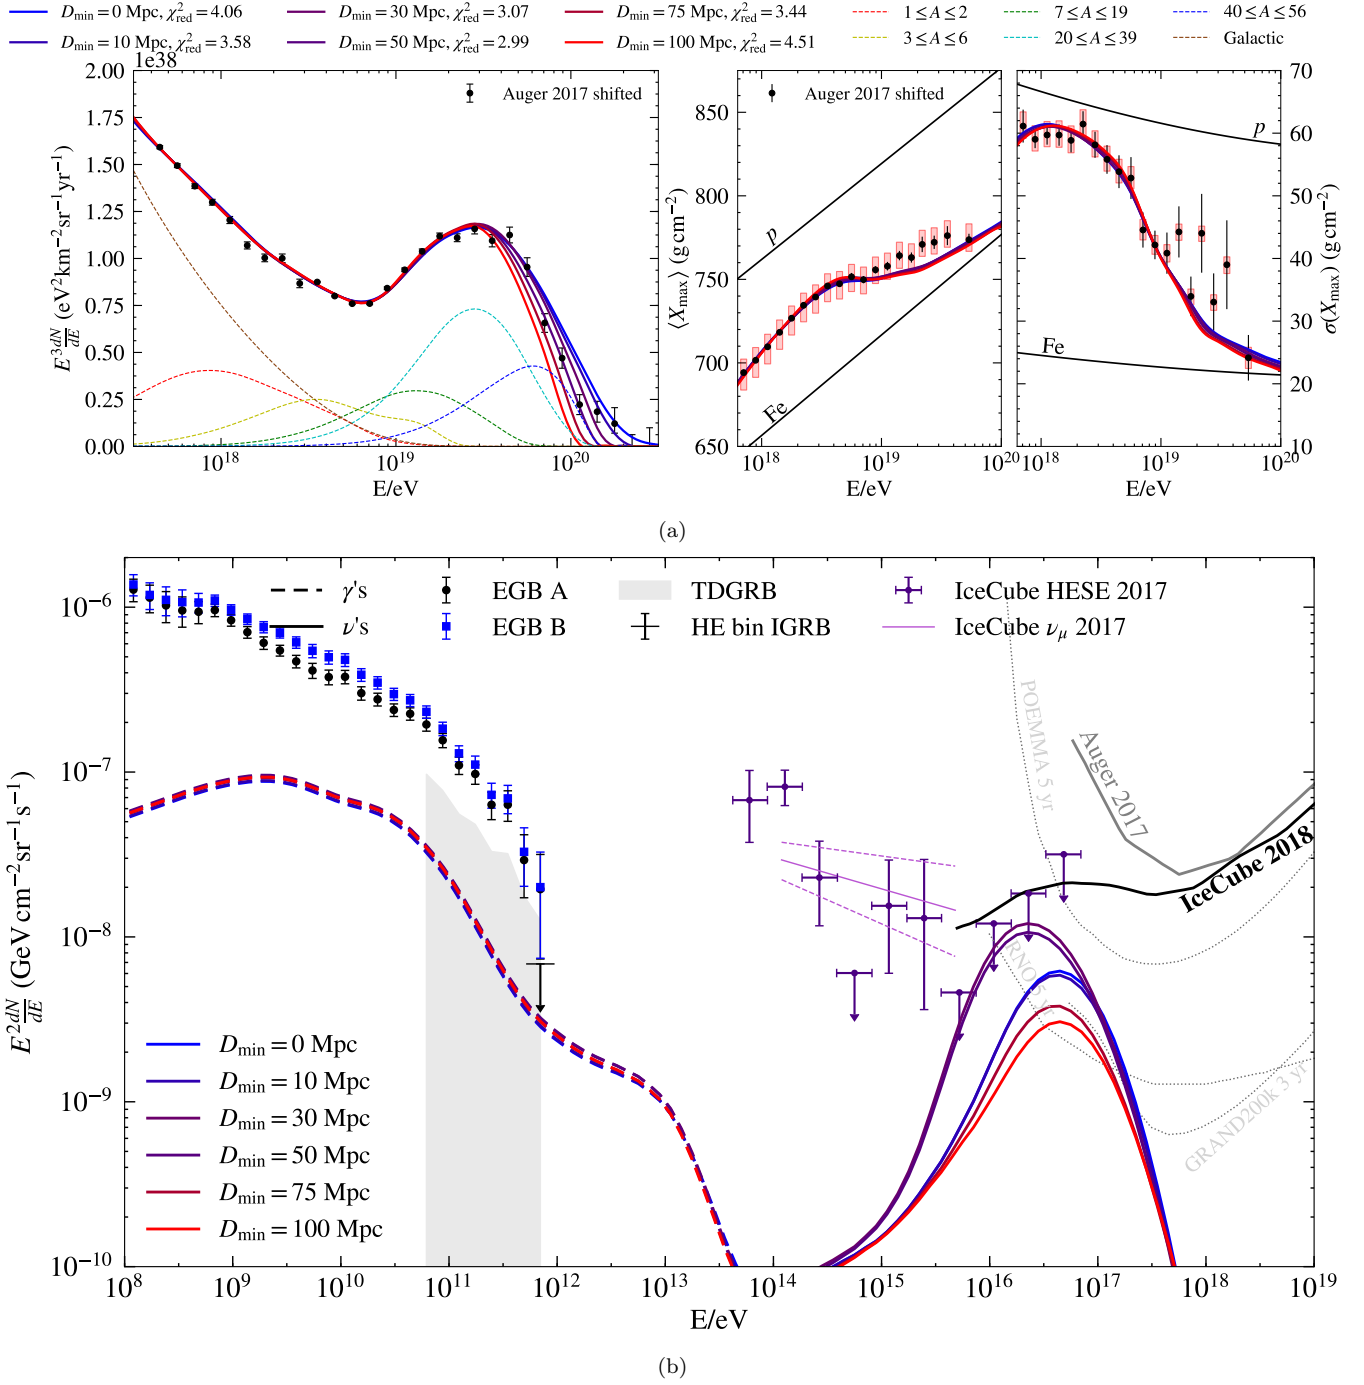 D_min = 0 Mpc, χ²_red = 4.06
D_min = 10 Mpc, χ²_red = 3.58
D_min = 30 Mpc, χ²_red = 3.07
D_min = 50 Mpc, χ²_red = 2.99
D_min = 75 Mpc, χ²_red = 3.44
D_min = 100 Mpc, χ²_red = 4.51
1 ≤ A ≤ 2
3 ≤ A ≤ 6
7 ≤ A ≤ 19
20 ≤ A ≤ 39
40 ≤ A ≤ 56
Galactic
1e38
2.00
1.75
1.50
1.25
1.00
0.75
0.50
0.25
0.00
E³ dN/dE (eV² km⁻² sr⁻¹ yr⁻¹)
Auger 2017 shifted
10¹⁸
10¹⁹
10²⁰
E/eV
850
800
750
700
650
⟨X_max⟩ (g cm⁻²)
Auger 2017 shifted
p
Fe
10¹⁸
10¹⁹
10²⁰
E/eV
p
Fe
70
60
50
40
30
20
10
σ(X_max) (g cm⁻²)
10¹⁸
10¹⁹
10²⁰
E/eV
(a)
γ's
ν's
EGB A
EGB B
TDGRB
HE bin IGRB
IceCube HESE 2017
IceCube ν_μ 2017
10⁻⁶
10⁻⁷
10⁻⁸
10⁻⁹
10⁻¹⁰
E² dN/dE (GeV cm⁻² sr⁻¹ s⁻¹)
POEMMA 5 yr
Auger 2017
IceCube 2018
RNO 5 yr
GRAND200k 3 yr
D_min = 0 Mpc
D_min = 10 Mpc
D_min = 30 Mpc
D_min = 50 Mpc
D_min = 75 Mpc
D_min = 100 Mpc
10⁸
10⁹
10¹⁰
10¹¹
10¹²
10¹³
10¹⁴
10¹⁵
10¹⁶
10¹⁷
10¹⁸
10¹⁹
E/eV
(b)